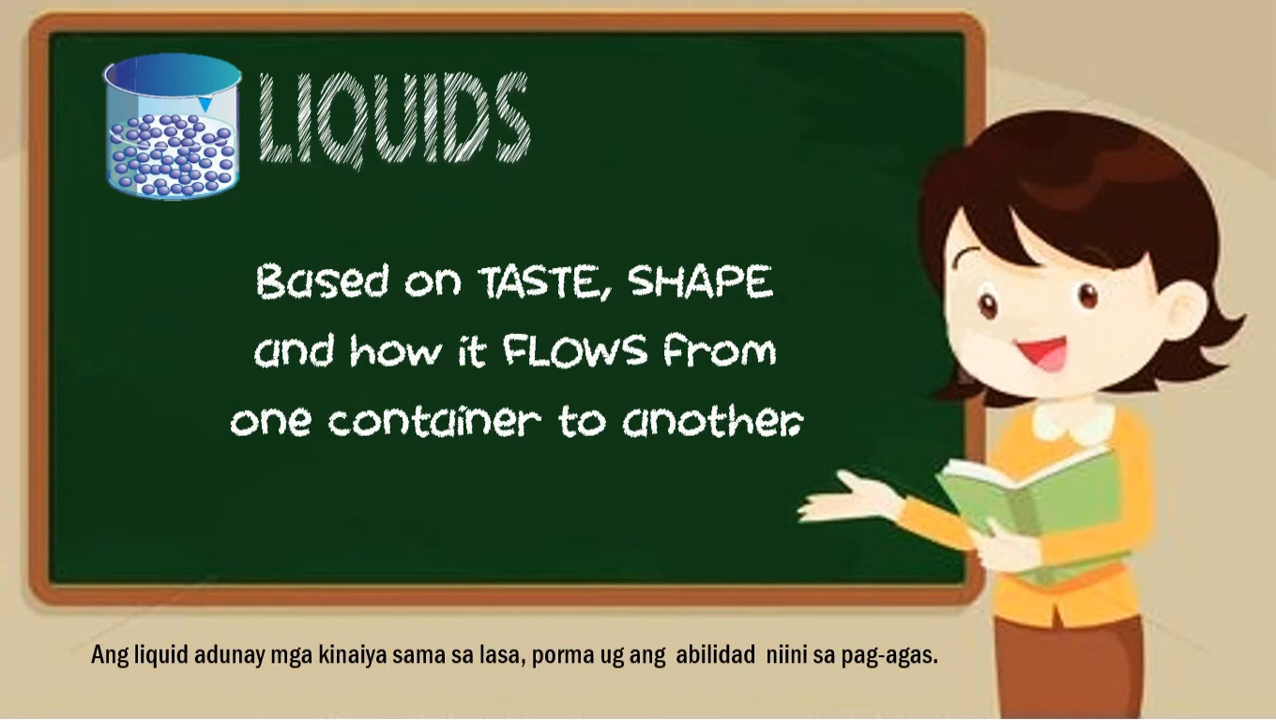 LIQUIDS
Based on TASTE, SHAPE
and how it FLOWS from
one container to another.
Ang liquid adunay mga kinaiya sama sa lasa, porma ug ang abilidad niini sa pag-agas.